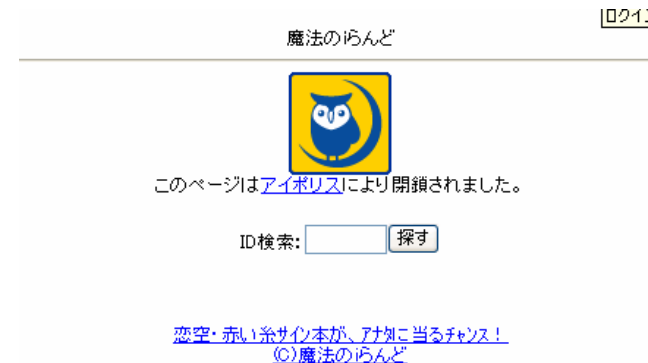 ログイ
魔法のiらんど
このページはアイポリスにより閉鎖されました。
ID検索:
探す
恋空・赤い糸サイン本が、アナタに当るチャンス!
(C)魔法のiらんど